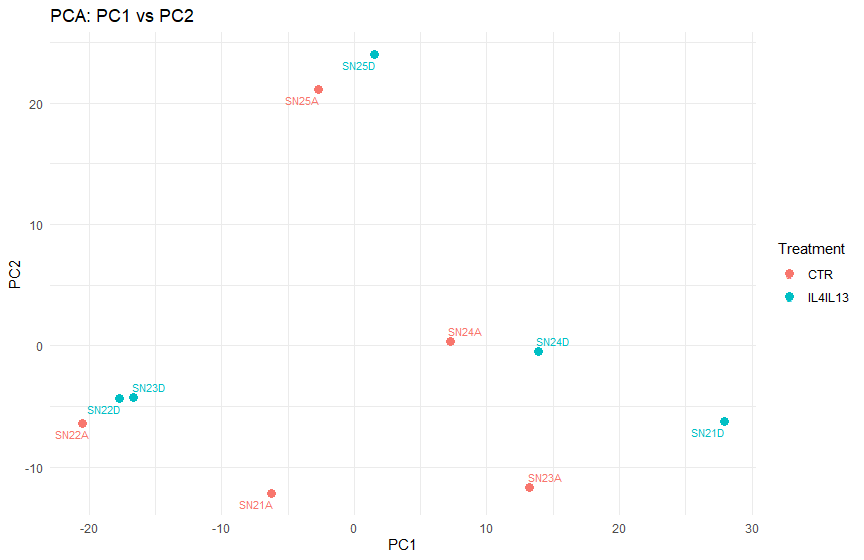 PCA: PC1 vs PC2
SN25D
SN25A
20
10
PC2
Treatment
CTR
IL4IL13
SN24A
SN24D
0
SN23D
SN22D
SN22A
SN21D
-10
SN23A
SN21A
-20
-10
0
10
20
30
PC1